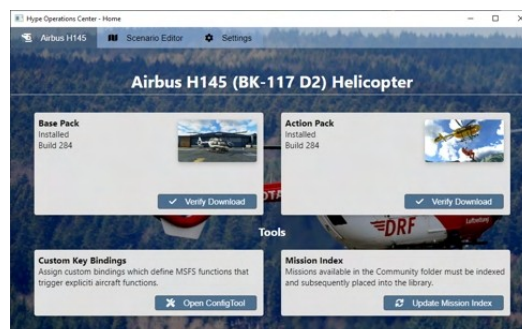 Hype Operations Center - Home
Airbus H145
Scenario Editor
Settings
Airbus H145 (BK-117 D2) Helicopter
Base Pack
Installed
Build 284
Verify Download
Action Pack
Installed
Build 284
Verify Download
DRF
Luftrettung
Tools
Custom Key Bindings
Assign custom bindings which define MSFS functions that
trigger expliciti aircraft functions.
Open ConfigTool
Mission Index
Missions available in the Community folder must be indexed
and subsequently placed into the library.
Update Mission Index